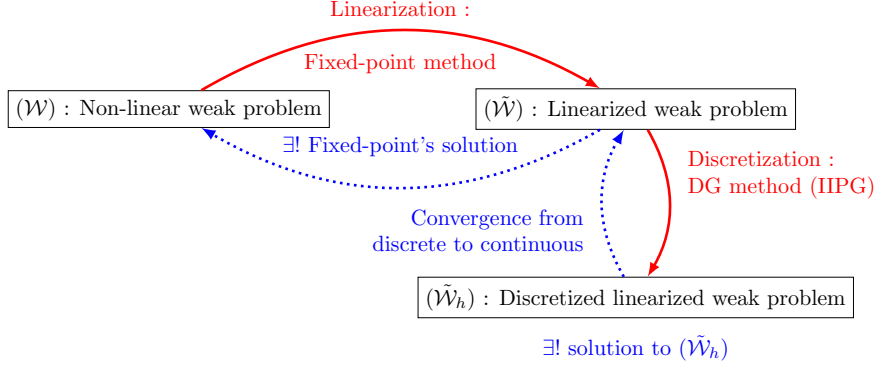 Linearization :
Fixed-point method
(𝒲) : Non-linear weak problem
(𝒲̃) : Linearized weak problem
∃! Fixed-point's solution
Discretization :
DG method (IIPG)
Convergence from
discrete to continuous
(𝒲̃ₕ) : Discretized linearized weak problem
∃! solution to (𝒲̃ₕ)